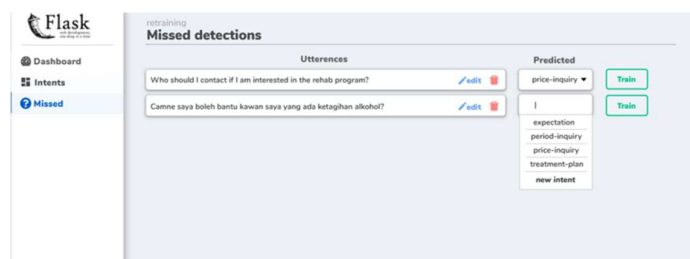 Flask
web development,
one drop at a time
retraining
Missed detections
Dashboard
Intents
Missed
Utterences
Predicted
Who should I contact if I am interested in the rehab program?
edit
price-inquiry
Train
Camne saya boleh bantu kawan saya yang ada ketagihan alkohol?
edit
Train
expectation
period-inquiry
price-inquiry
treatment-plan
new intent